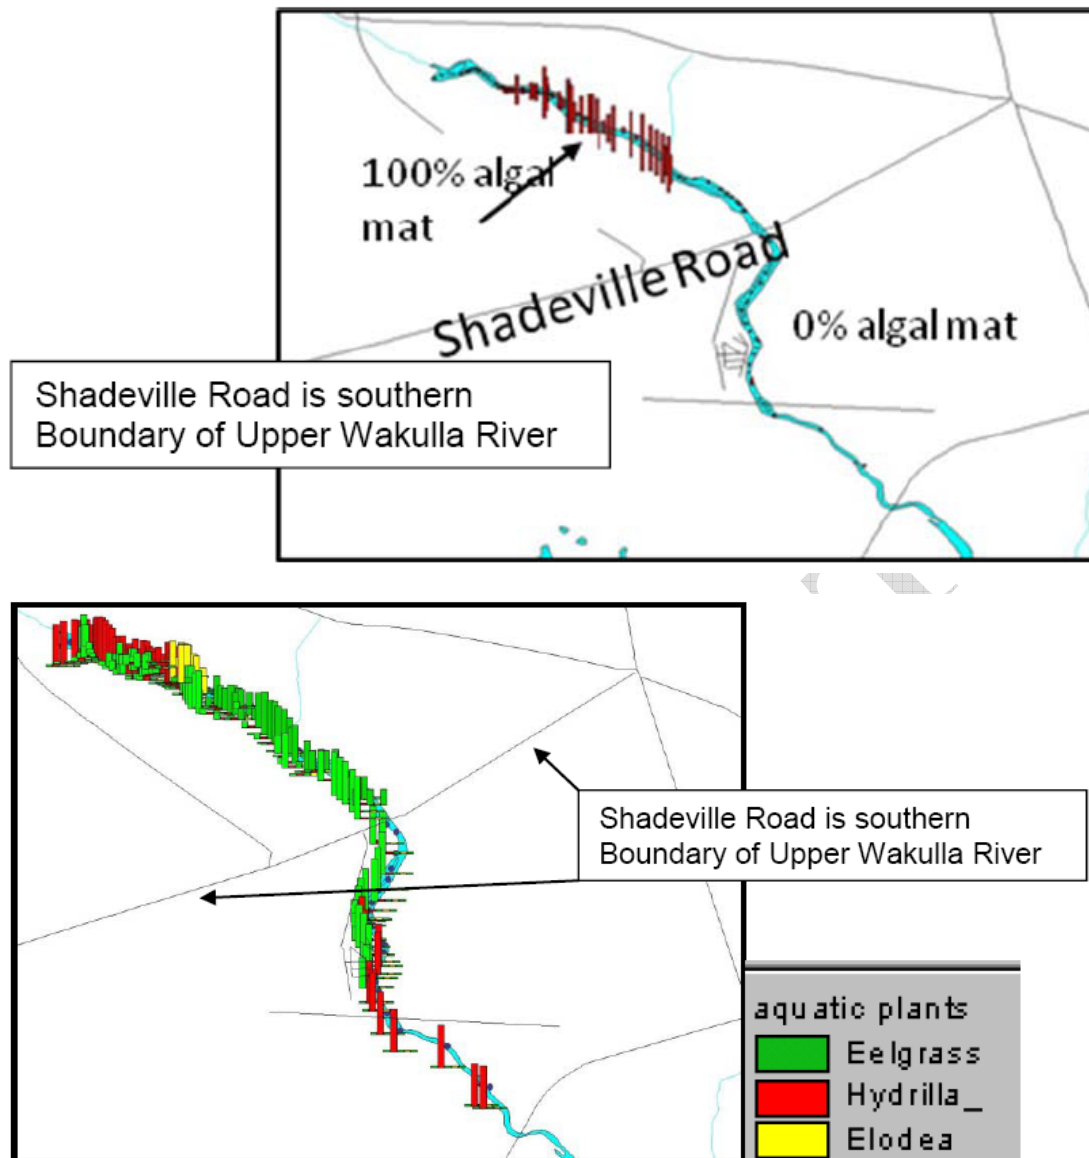 100% algal
mat
Shadeville Road
0% algal mat
Shadeville Road is southern
Boundary of Upper Wakulla River
Shadeville Road is southern
Boundary of Upper Wakulla River
aquatic plants
Eelgrass
Hydrilla_
Elodea